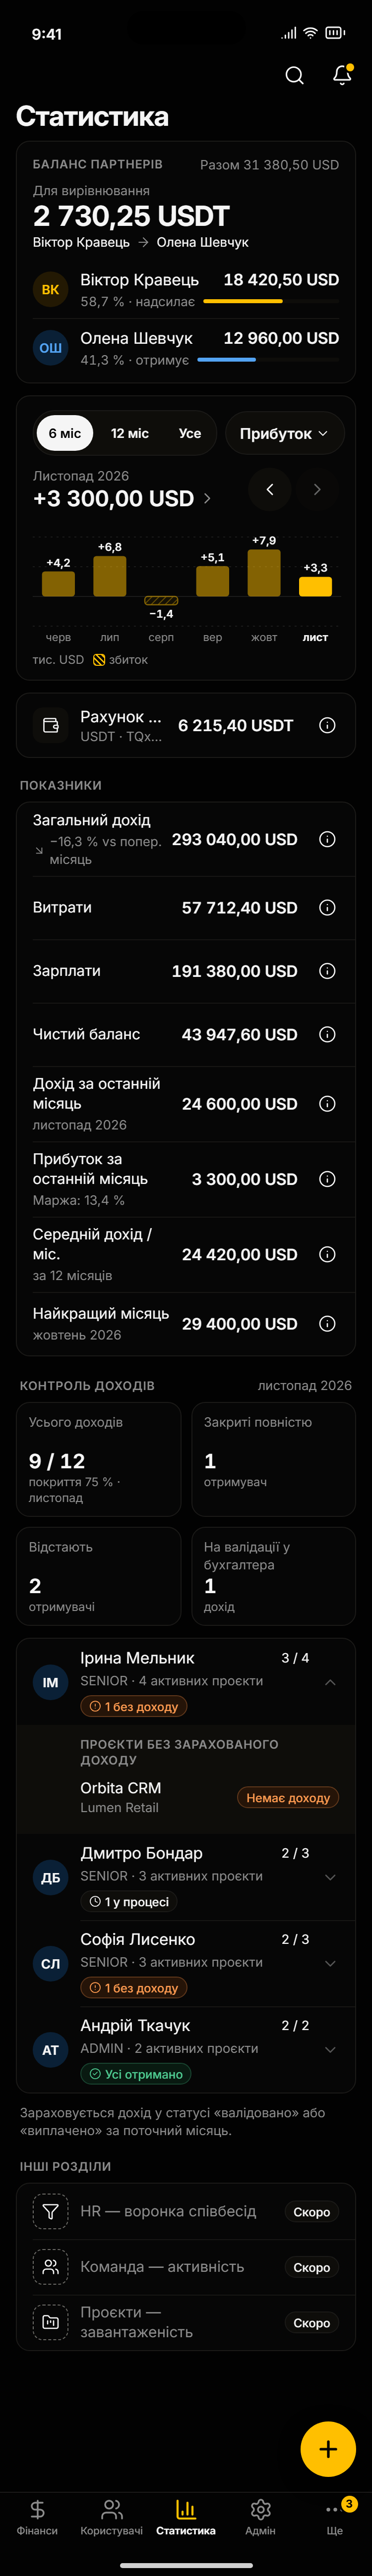 9:41
Статистика
БАЛАНС ПАРТНЕРІВ Разом 31 380,50 USD
Для вирівнювання
2 730,25 USDT
Віктор Кравець → Олена Шевчук
ВК Віктор Кравець 18 420,50 USD
58,7 % · надсилає
ОШ Олена Шевчук 12 960,00 USD
41,3 % · отримує
6 міс 12 міс Усе Прибуток
Листопад 2026
+3 300,00 USD
+4,2 +6,8 −1,4 +5,1 +7,9 +3,3
черв лип серп вер жовт лист
тис. USD збиток
Рахунок ... 6 215,40 USDT
USDT · TQx...
ПОКАЗНИКИ
Загальний дохід
−16,3 % vs попер. 293 040,00 USD
місяць
Витрати 57 712,40 USD
Зарплати 191 380,00 USD
Чистий баланс 43 947,60 USD
Дохід за останній
місяць 24 600,00 USD
листопад 2026
Прибуток за
останній місяць 3 300,00 USD
Маржа: 13,4 %
Середній дохід /
міс. 24 420,00 USD
за 12 місяців
Найкращий місяць 29 400,00 USD
жовтень 2026
КОНТРОЛЬ ДОХОДІВ листопад 2026
Усього доходів
9 / 12
покриття 75 % ·
листопад
Закриті повністю
1
отримувач
Відстають
2
отримувачі
На валідації у
бухгалтера
1
дохід
ІМ Ірина Мельник 3 / 4
SENIOR · 4 активних проєкти
1 без доходу
ПРОЄКТИ БЕЗ ЗАРАХОВАНОГО
ДОХОДУ
Orbita CRM Немає доходу
Lumen Retail
ДБ Дмитро Бондар 2 / 3
SENIOR · 3 активних проєкти
1 у процесі
СЛ Софія Лисенко 2 / 3
SENIOR · 3 активних проєкти
1 без доходу
АТ Андрій Ткачук 2 / 2
ADMIN · 2 активних проєкти
Усі отримано
Зараховується дохід у статусі «валідовано» або
«виплачено» за поточний місяць.
ІНШІ РОЗДІЛИ
HR — воронка співбесід Скоро
Команда — активність Скоро
Проєкти —
завантаженість Скоро
3
Фінанси Користувачі Статистика Адмін Ще